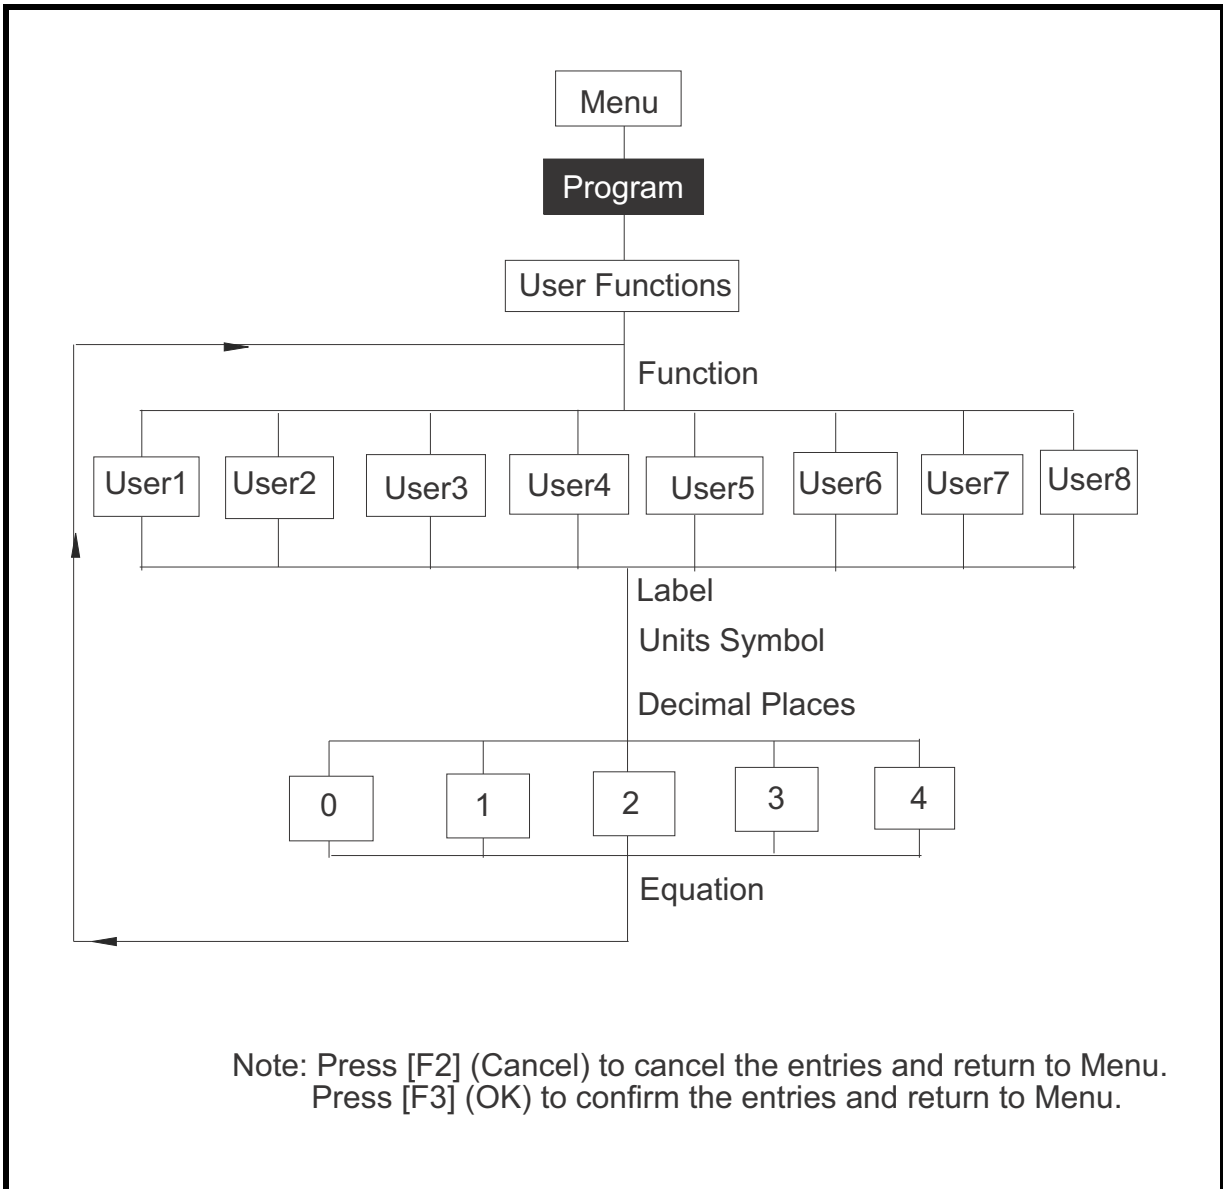 Menu
Program
User Functions
Function
User1 User2 User3 User4 User5 User6 User7 User8
Label
Units Symbol
Decimal Places
0 1 2 3 4
Equation
Note: Press [F2] (Cancel) to cancel the entries and return to Menu.
Press [F3] (OK) to confirm the entries and return to Menu.